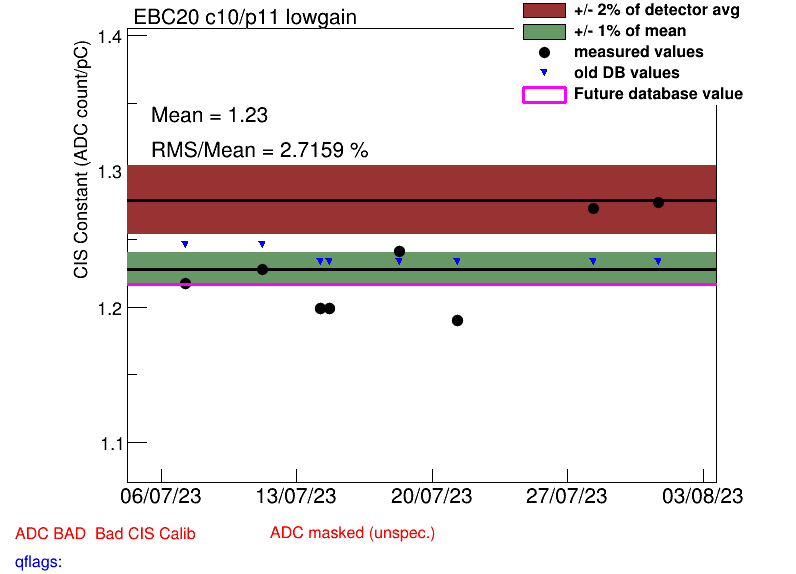 EBC20 c10/p11 lowgain
+/- 2% of detector avg
+/- 1% of mean
measured values
old DB values
Future database value
Mean = 1.23
RMS/Mean = 2.7159 %
CIS Constant (ADC count/pC)
1.4
1.3
1.2
1.1
06/07/23 13/07/23 20/07/23 27/07/23 03/08/23
ADC BAD Bad CIS Calib ADC masked (unspec.)
qflags: